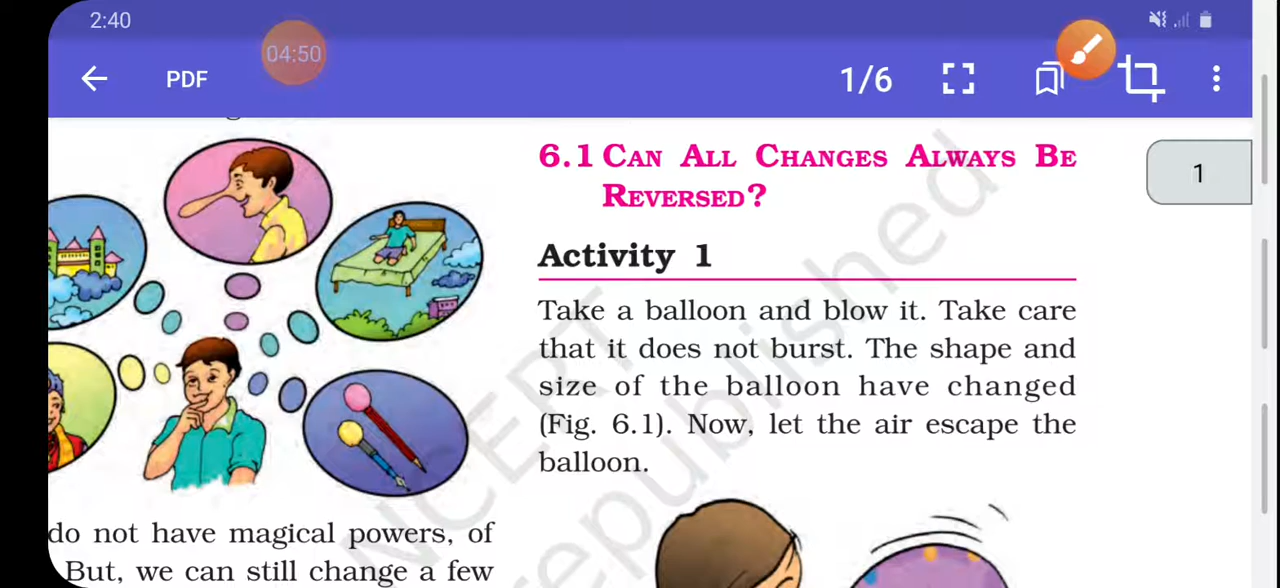 2:40
04:50
PDF
1/6
6.1 CAN ALL CHANGES ALWAYS BE
REVERSED?
1
Activity 1
Take a balloon and blow it. Take care
that it does not burst. The shape and
size of the balloon have changed
(Fig. 6.1). Now, let the air escape the
balloon.
do not have magical powers, of
But, we can still change a few
NCERT
republished